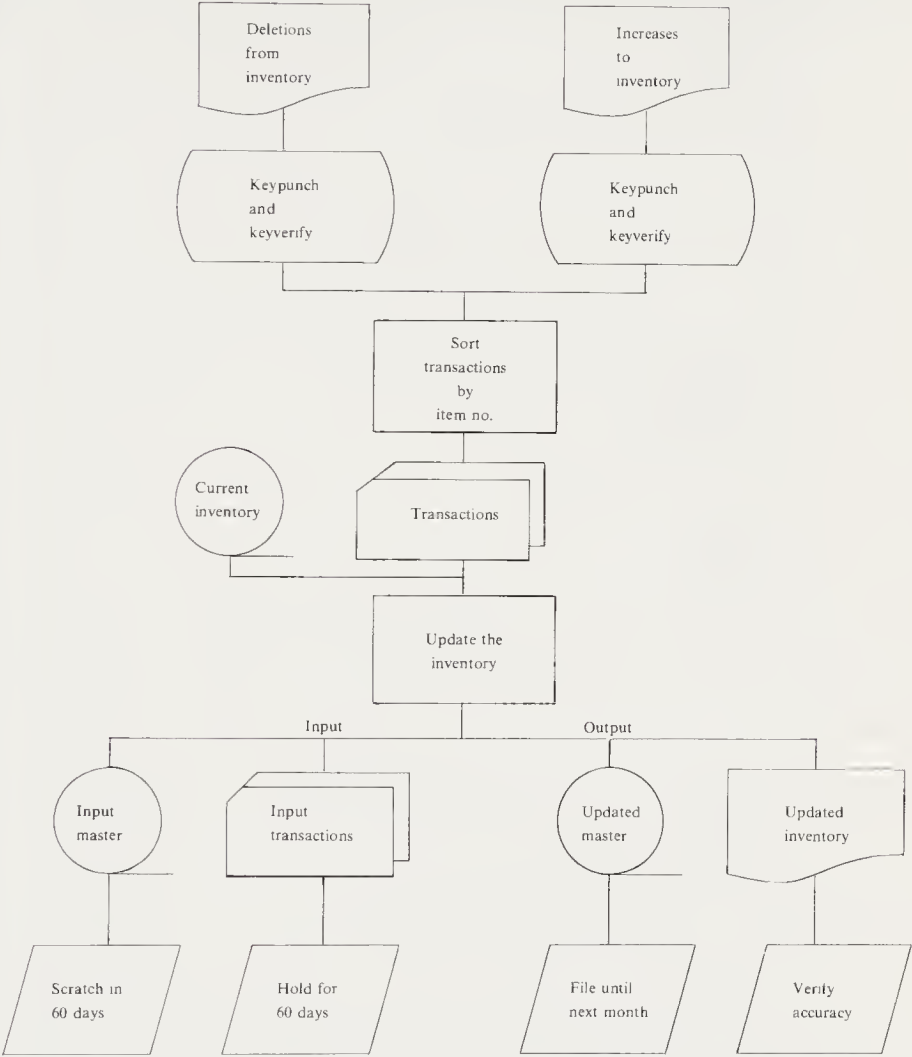 Deletions
from
inventory
Increases
to
inventory
Keypunch
and
keyverify
Keypunch
and
keyverify
Sort
transactions
by
item no.
Current
inventory
Transactions
Update the
inventory
Input
Output
Input
master
Input
transactions
Updated
master
Updated
inventory
Scratch in
60 days
Hold for
60 days
File until
next month
Verify
accuracy